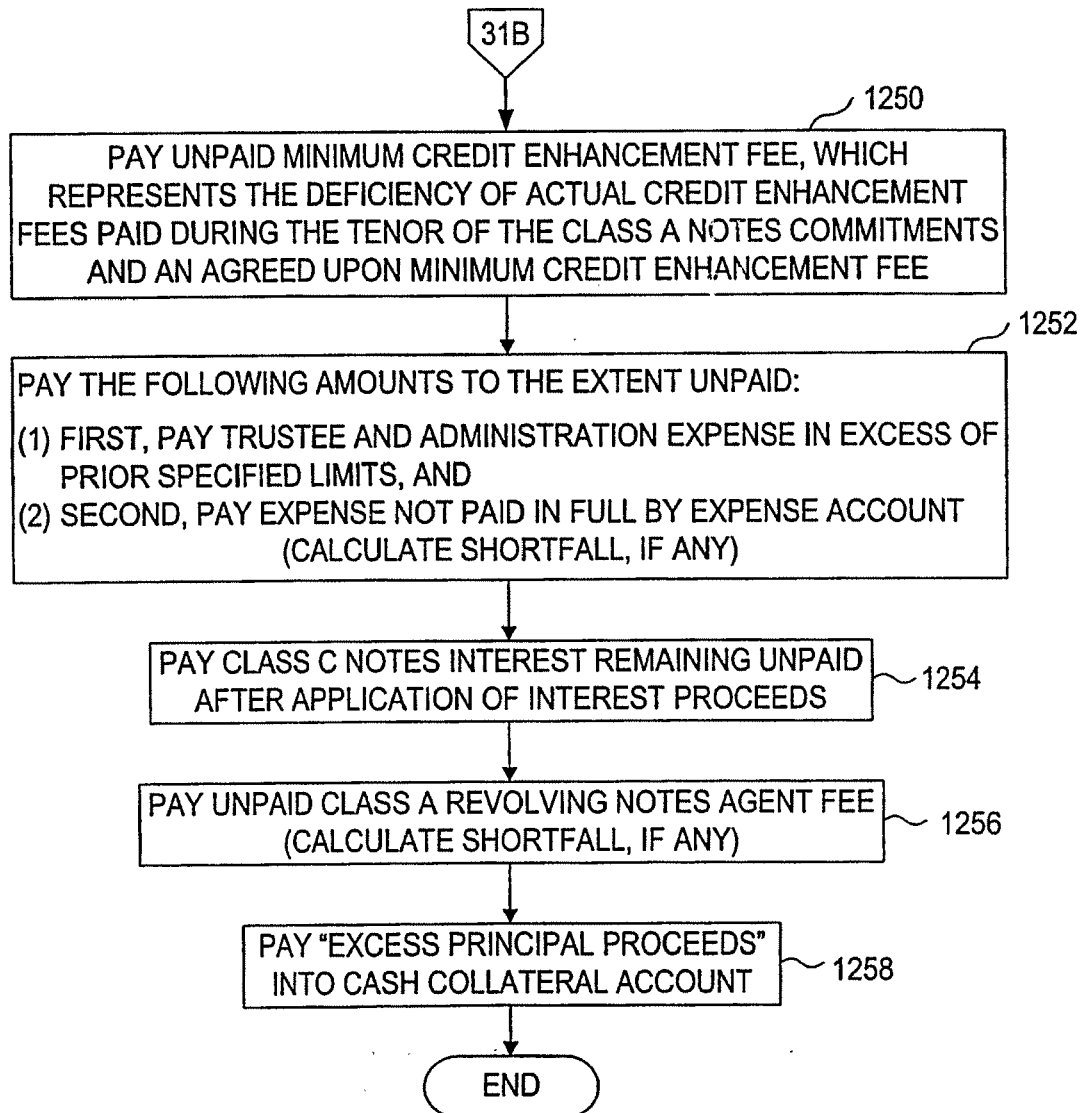 31B
1250
PAY UNPAID MINIMUM CREDIT ENHANCEMENT FEE, WHICH
REPRESENTS THE DEFICIENCY OF ACTUAL CREDIT ENHANCEMENT
FEES PAID DURING THE TENOR OF THE CLASS A NOTES COMMITMENTS
AND AN AGREED UPON MINIMUM CREDIT ENHANCEMENT FEE
1252
PAY THE FOLLOWING AMOUNTS TO THE EXTENT UNPAID:
(1) FIRST, PAY TRUSTEE AND ADMINISTRATION EXPENSE IN EXCESS OF
PRIOR SPECIFIED LIMITS, AND
(2) SECOND, PAY EXPENSE NOT PAID IN FULL BY EXPENSE ACCOUNT
(CALCULATE SHORTFALL, IF ANY)
PAY CLASS C NOTES INTEREST REMAINING UNPAID
AFTER APPLICATION OF INTEREST PROCEEDS
1254
PAY UNPAID CLASS A REVOLVING NOTES AGENT FEE
(CALCULATE SHORTFALL, IF ANY)
1256
PAY “EXCESS PRINCIPAL PROCEEDS”
INTO CASH COLLATERAL ACCOUNT
1258
END